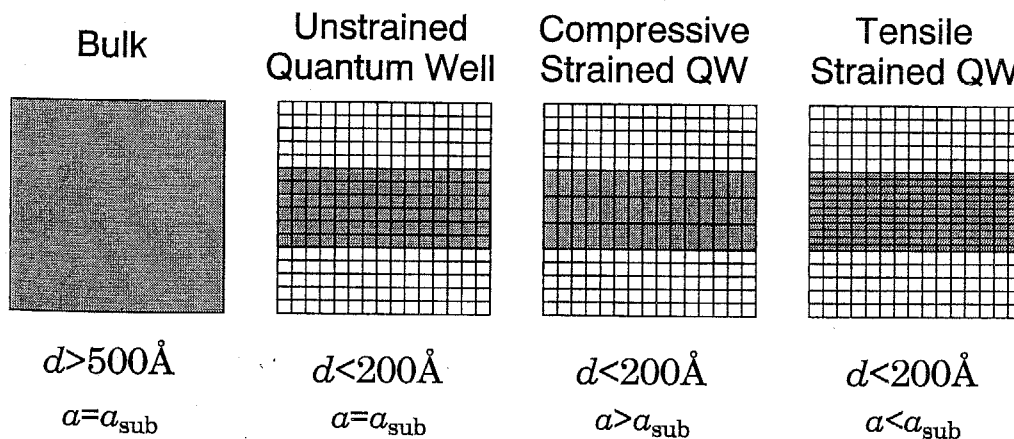 Bulk
Unstrained
Quantum Well
Compressive
Strained QW
Tensile
Strained QW
d>500Å
d<200Å
d<200Å
d<200Å
a=a_sub
a=a_sub
a>a_sub
a<a_sub